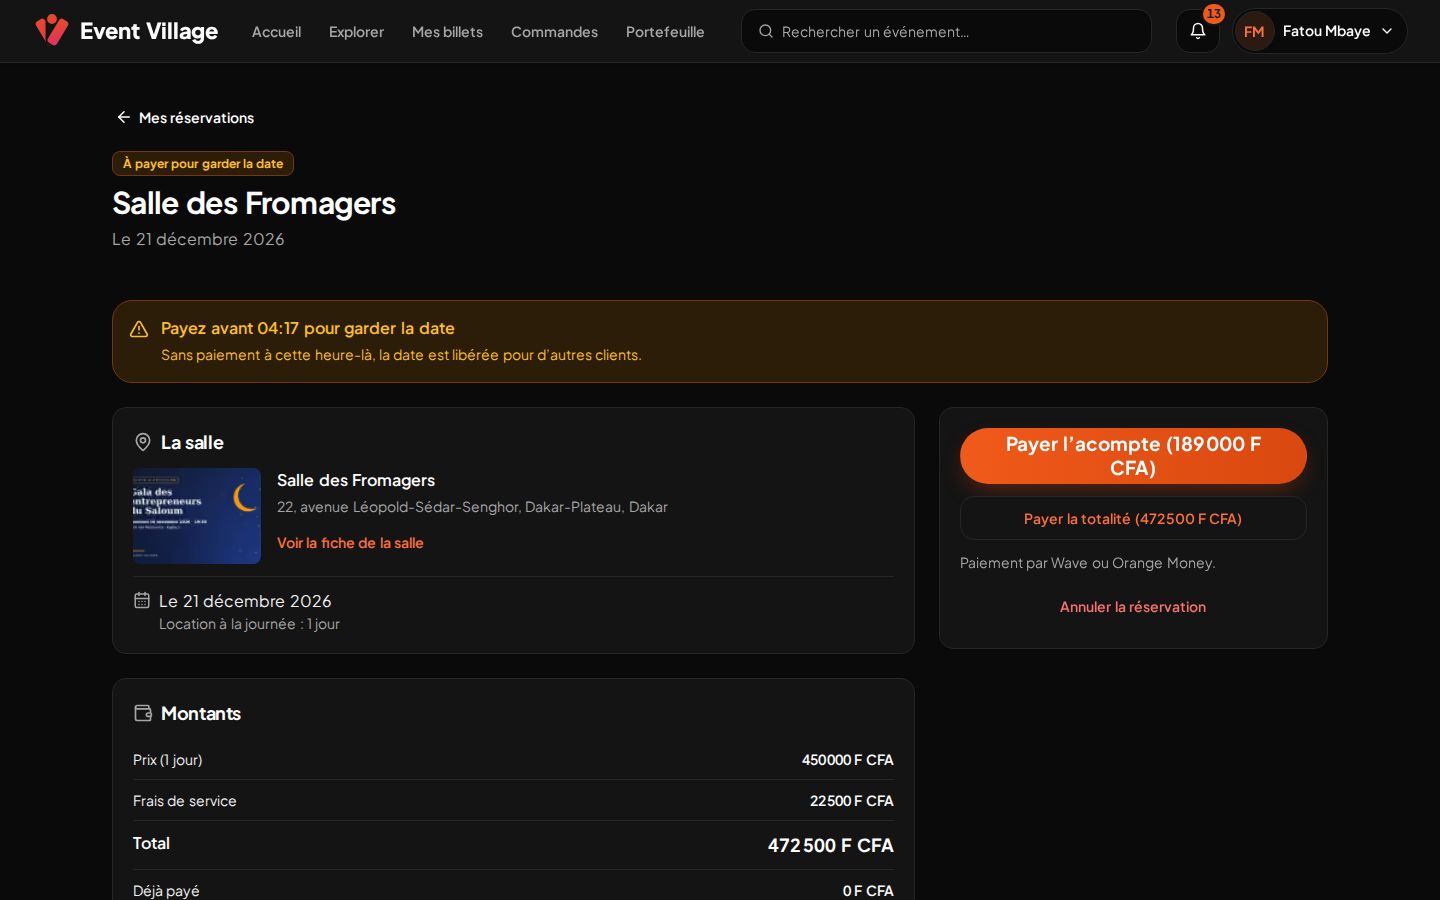 Event Village
Accueil
Explorer
Mes billets
Commandes
Portefeuille
Rechercher un événement…
13
FM
Fatou Mbaye
Mes réservations
À payer pour garder la date
Salle des Fromagers
Le 21 décembre 2026
Payez avant 04:17 pour garder la date
Sans paiement à cette heure-là, la date est libérée pour d’autres clients.
La salle
Gala des
entrepreneurs
du Saloum
Salle des Fromagers
22, avenue Léopold-Sédar-Senghor, Dakar-Plateau, Dakar
Voir la fiche de la salle
Le 21 décembre 2026
Location à la journée : 1 jour
Payer l’acompte (189 000 F
CFA)
Payer la totalité (472 500 F CFA)
Paiement par Wave ou Orange Money.
Annuler la réservation
Montants
Prix (1 jour)
450 000 F CFA
Frais de service
22 500 F CFA
Total
472 500 F CFA
Déjà payé
0 F CFA